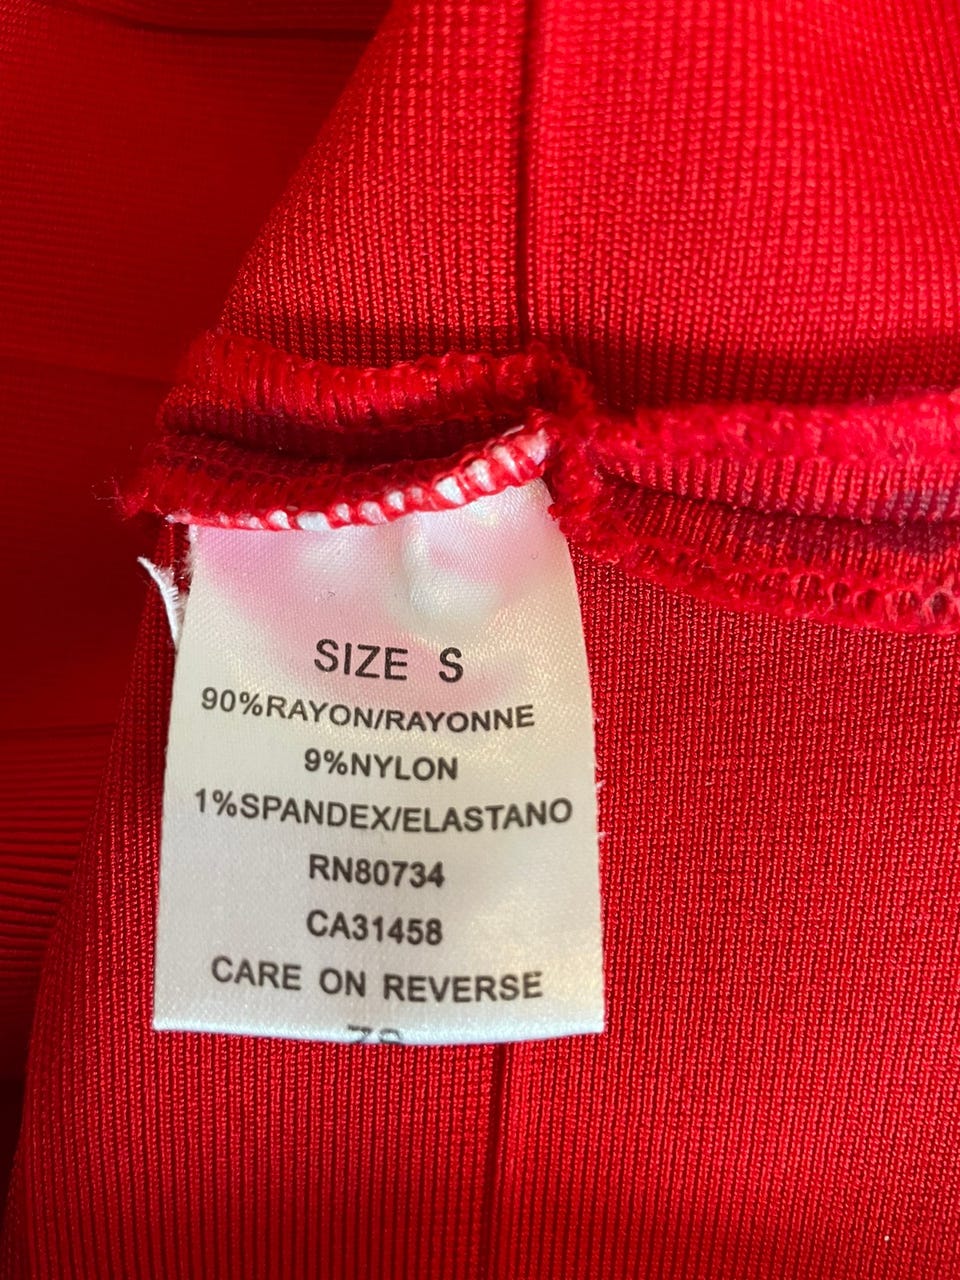 SIZE S
90%RAYON/RAYONNE
9%NYLON
1%SPANDEX/ELASTANO
RN80734
CA31458
CARE ON REVERSE